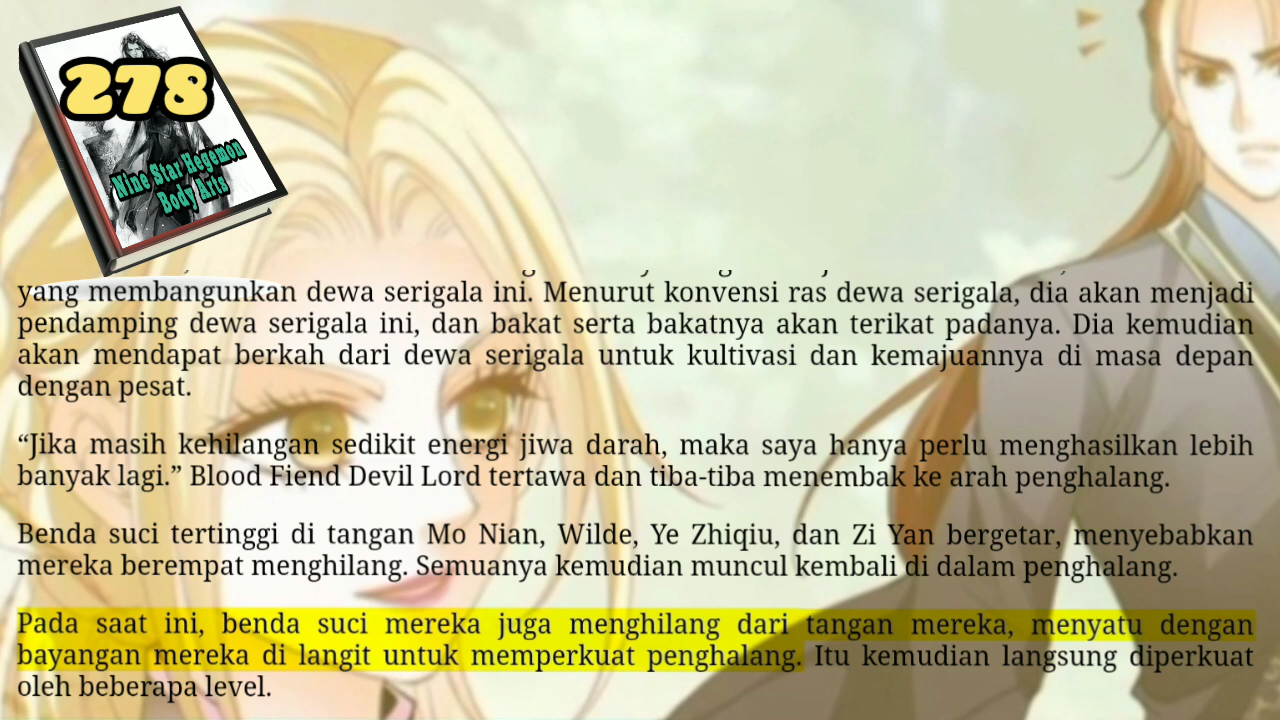 278
Nine Star Hegemon
Body Arts
yang membangunkan dewa serigala ini. Menurut konvensi ras dewa serigala, dia akan menjadi
pendamping dewa serigala ini, dan bakat serta bakatnya akan terikat padanya. Dia kemudian
akan mendapat berkah dari dewa serigala untuk kultivasi dan kemajuannya di masa depan
dengan pesat.
“Jika masih kehilangan sedikit energi jiwa darah, maka saya hanya perlu menghasilkan lebih
banyak lagi.” Blood Fiend Devil Lord tertawa dan tiba-tiba menembak ke arah penghalang.
Benda suci tertinggi di tangan Mo Nian, Wilde, Ye Zhiqiu, dan Zi Yan bergetar, menyebabkan
mereka berempat menghilang. Semuanya kemudian muncul kembali di dalam penghalang.
Pada saat ini, benda suci mereka juga menghilang dari tangan mereka, menyatu dengan
bayangan mereka di langit untuk memperkuat penghalang. Itu kemudian langsung diperkuat
oleh beberapa level.